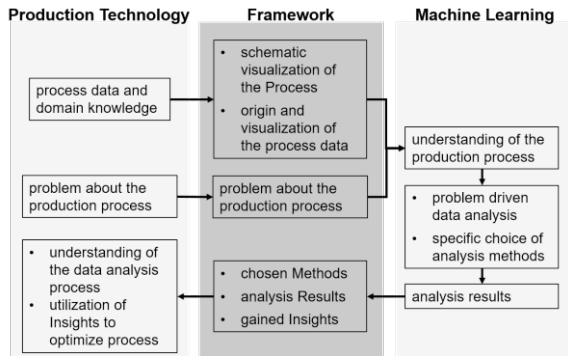 Production Technology
Framework
Machine Learning
process data and
domain knowledge
• schematic
visualization of
the Process
• origin and
visualization of
the process data
understanding of the
production process
problem about the
production process
problem about the
production process
• problem driven
data analysis
• specific choice of
analysis methods
• understanding of
the data analysis
process
• utilization of
Insights to
optimize process
• chosen Methods
• analysis Results
• gained Insights
analysis results